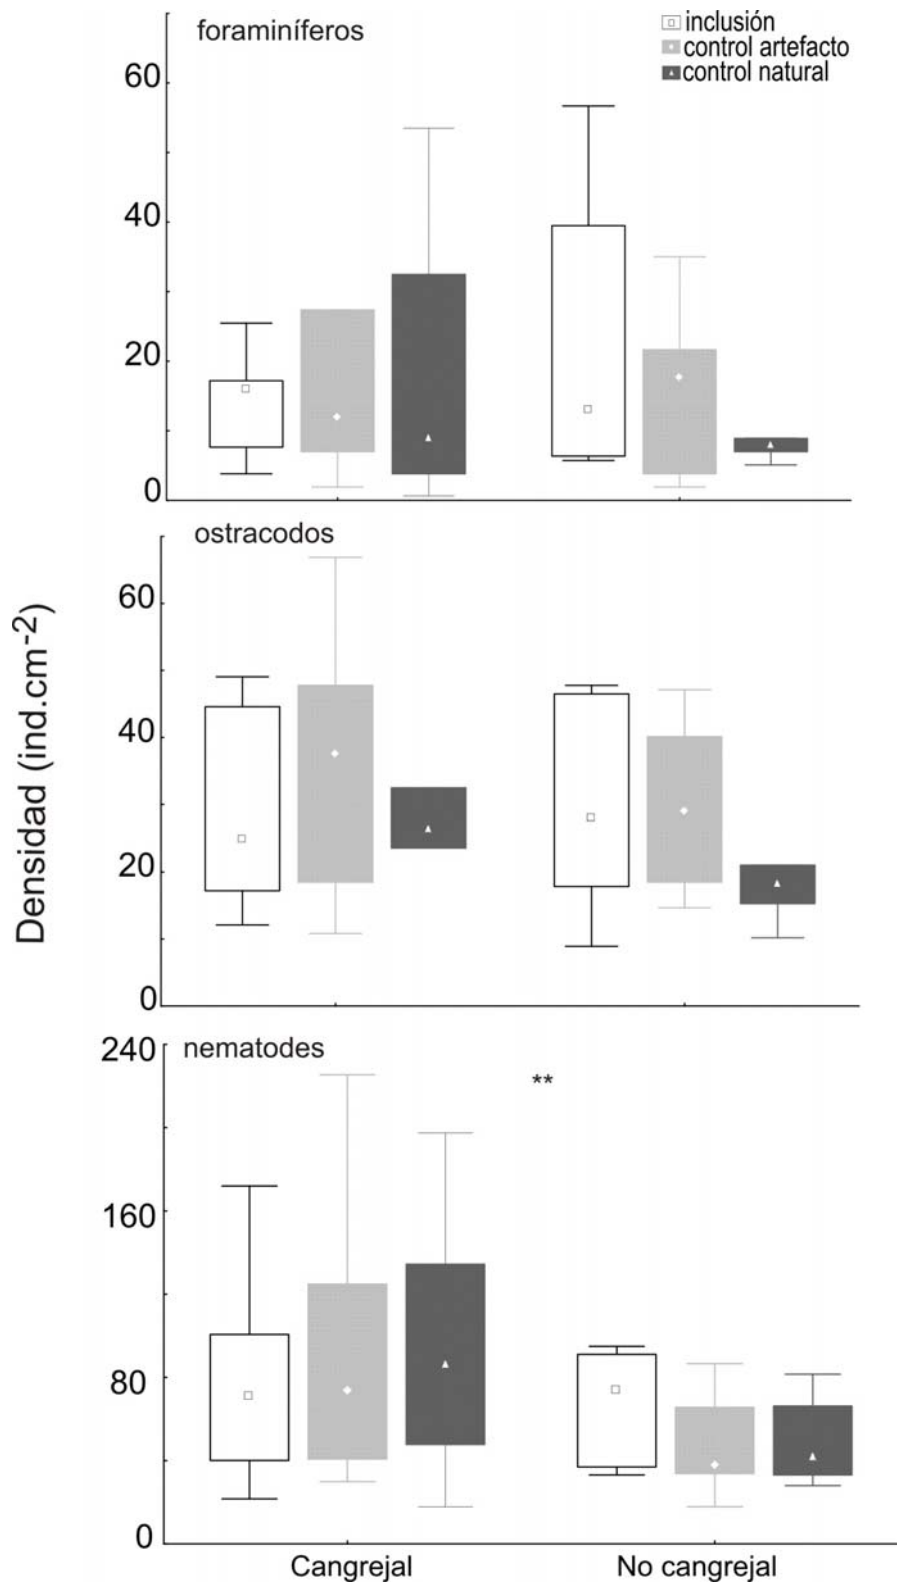 foraminíferos
inclusión
control artefacto
control natural
60
40
20
0
ostracodos
60
40
20
0
Densidad (ind.cm-2)
nematodes
**
240
160
80
0
Cangrejal
No cangrejal